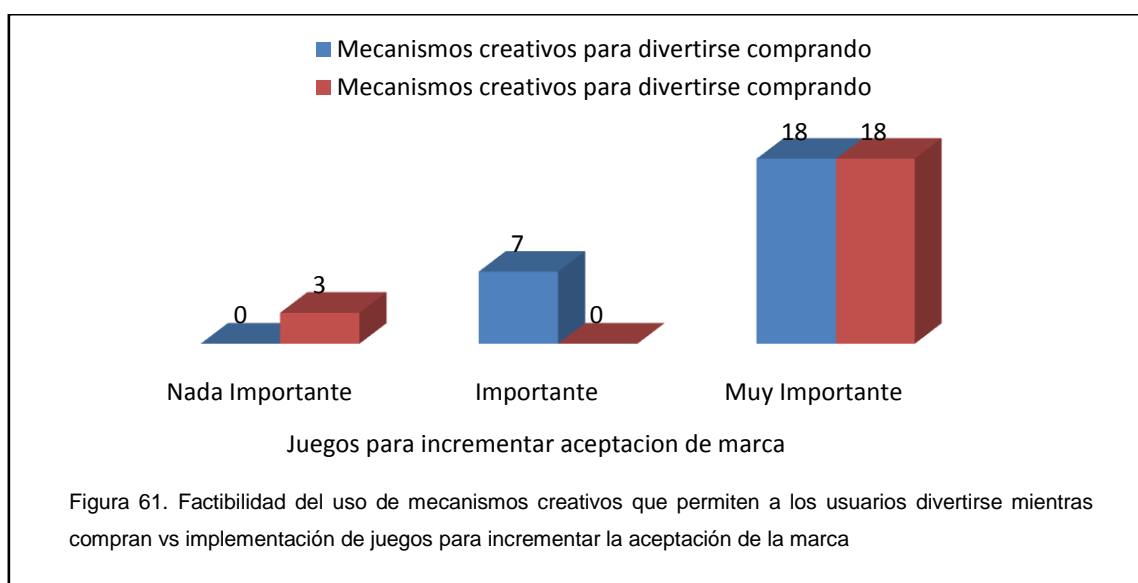 Mecanismos creativos para divertirse comprando
Mecanismos creativos para divertirse comprando
18 18
7
3
0 0
Nada Importante Importante Muy Importante
Juegos para incrementar aceptacion de marca
Figura 61. Factibilidad del uso de mecanismos creativos que permiten a los usuarios divertirse mientras
compran vs implementación de juegos para incrementar la aceptación de la marca